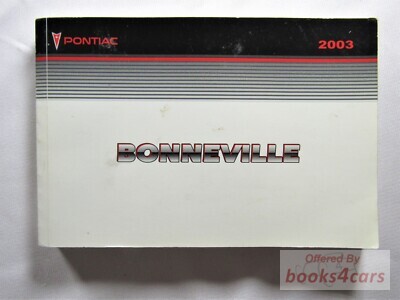 PONTIAC
2003
BONNEVILLE
Offered By
books4cars